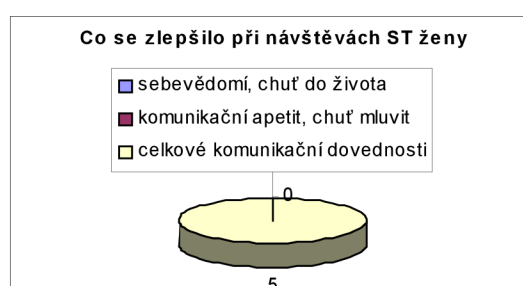 Co se zlepšilo při návštěvách ST ženy
sebevědomí, chuť do života
komunikační apetit, chuť mluvit
celkové komunikační dovednosti
0
5